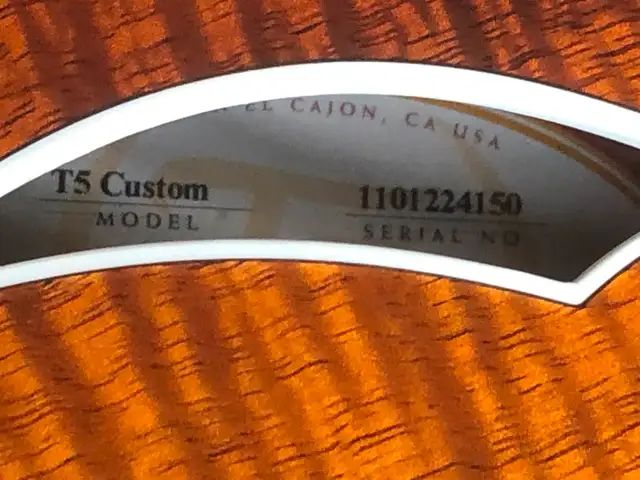 EL CAJON, CA USA
T5 Custom
MODEL
1101224150
SERIAL NO